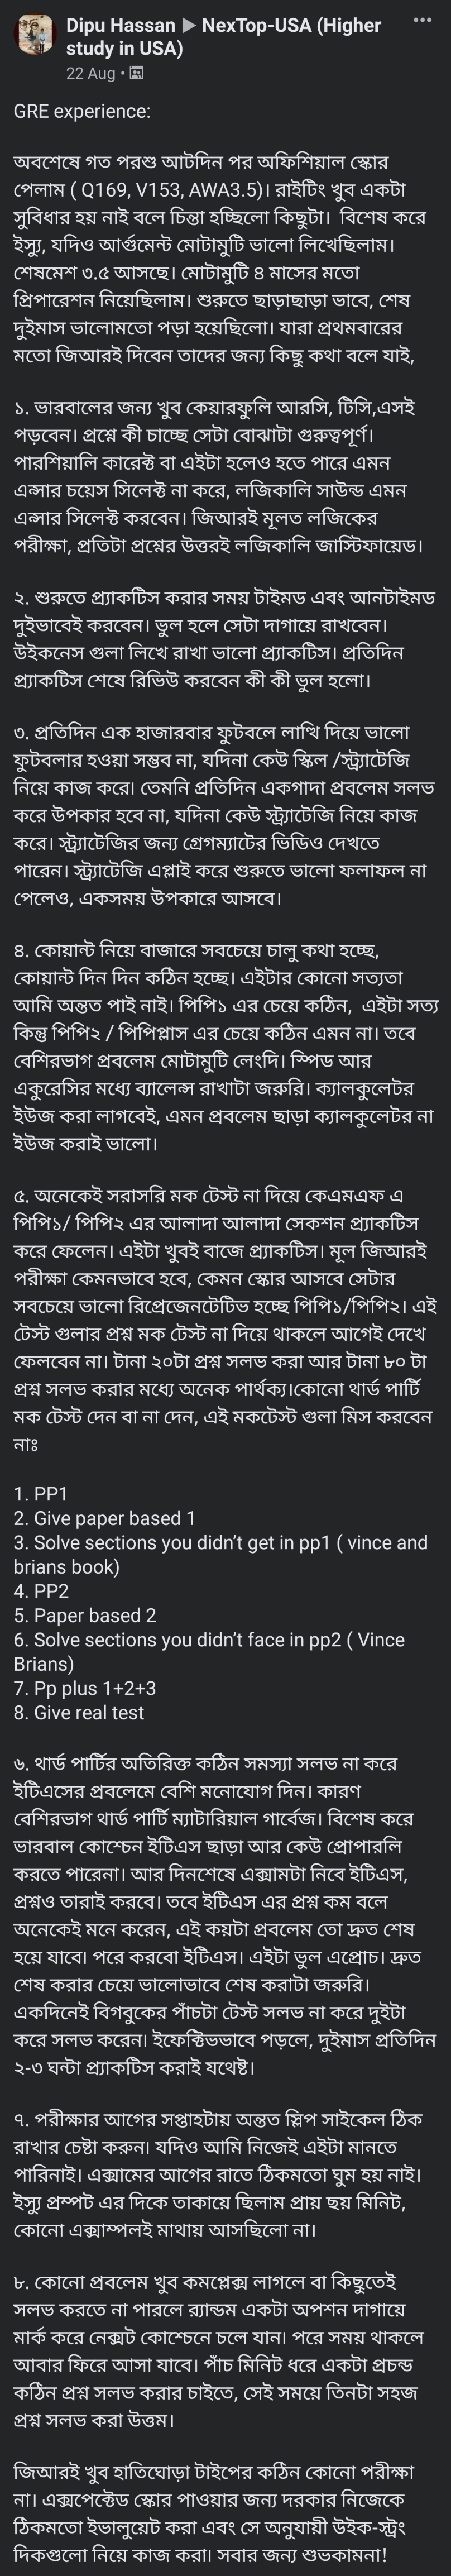 Dipu Hassan ▶ NexTop-USA (Higher
study in USA)
22 Aug •
GRE experience:
অবশেষে গত পরশু আটদিন পর অফিশিয়াল স্কোর
পেলাম ( Q169, V153, AWA3.5)। রাইটিং খুব একটা
সুবিধার হয় নাই বলে চিন্তা হচ্ছিলো কিছুটা।  বিশেষ করে
ইস্যু, যদিও আর্গুমেন্ট মোটামুটি ভালো লিখেছিলাম।
শেষমেশ ৩.৫ আসছে। মোটামুটি ৪ মাসের মতো
প্রিপারেশন নিয়েছিলাম। শুরুতে ছাড়াছাড়া ভাবে, শেষ
দুইমাস ভালোমতো পড়া হয়েছিলো। যারা প্রথমবারের
মতো জিআরই দিবেন তাদের জন্য কিছু কথা বলে যাই,
১. ভারবালের জন্য খুব কেয়ারফুলি আরসি, টিসি,এসই
পড়বেন। প্রশ্নে কী চাচ্ছে সেটা বোঝাটা গুরুত্বপূর্ণ।
পারশিয়ালি কারেক্ট বা এইটা হলেও হতে পারে এমন
এন্সার চয়েস সিলেক্ট না করে, লজিকালি সাউন্ড এমন
এন্সার সিলেক্ট করবেন। জিআরই মূলত লজিকের
পরীক্ষা, প্রতিটা প্রশ্নের উত্তরই লজিকালি জাস্টিফায়েড।
২. শুরুতে প্র্যাকটিস করার সময় টাইমড এবং আনটাইমড
দুইভাবেই করবেন। ভুল হলে সেটা দাগায়ে রাখবেন।
উইকনেস গুলা লিখে রাখা ভালো প্র্যাকটিস। প্রতিদিন
প্র্যাকটিস শেষে রিভিউ করবেন কী কী ভুল হলো।
৩. প্রতিদিন এক হাজারবার ফুটবলে লাথি দিয়ে ভালো
ফুটবলার হওয়া সম্ভব না, যদিনা কেউ স্কিল /স্ট্র্যাটেজি
নিয়ে কাজ করে। তেমনি প্রতিদিন একগাদা প্রবলেম সলভ
করে উপকার হবে না, যদিনা কেউ স্ট্র্যাটেজি নিয়ে কাজ
করে। স্ট্র্যাটেজির জন্য গ্রেগম্যাটের ভিডিও দেখতে
পারেন। স্ট্র্যাটেজি এপ্লাই করে শুরুতে ভালো ফলাফল না
পেলেও, একসময় উপকারে আসবে।
৪. কোয়ান্ট নিয়ে বাজারে সবচেয়ে চালু কথা হচ্ছে,
কোয়ান্ট দিন দিন কঠিন হচ্ছে। এইটার কোনো সত্যতা
আমি অন্তত পাই নাই। পিপি১ এর চেয়ে কঠিন,  এইটা সত্য
কিন্তু পিপি২ / পিপিপ্লাস এর চেয়ে কঠিন এমন না। তবে
বেশিরভাগ প্রবলেম মোটামুটি লেংদি। স্পিড আর
একুরেসির মধ্যে ব্যালেন্স রাখাটা জরুরি। ক্যালকুলেটর
ইউজ করা লাগবেই, এমন প্রবলেম ছাড়া ক্যালকুলেটর না
ইউজ করাই ভালো।
৫. অনেকেই সরাসরি মক টেস্ট না দিয়ে কেএমএফ এ
পিপি১/ পিপি২ এর আলাদা আলাদা সেকশন প্র্যাকটিস
করে ফেলেন। এইটা খুবই বাজে প্র্যাকটিস। মূল জিআরই
পরীক্ষা কেমনভাবে হবে, কেমন স্কোর আসবে সেটার
সবচেয়ে ভালো রিপ্রেজেনটেটিভ হচ্ছে পিপি১/পিপি২। এই
টেস্ট গুলার প্রশ্ন মক টেস্ট না দিয়ে থাকলে আগেই দেখে
ফেলবেন না। টানা ২০টা প্রশ্ন সলভ করা আর টানা ৮০ টা
প্রশ্ন সলভ করার মধ্যে অনেক পার্থক্য।কোনো থার্ড পার্টি
মক টেস্ট দেন বা না দেন, এই মকটেস্ট গুলা মিস করবেন
নাঃ
1. PP1
2. Give paper based 1
3. Solve sections you didn’t get in pp1 ( vince and
brians book)
4. PP2
5. Paper based 2
6. Solve sections you didn’t face in pp2 ( Vince
Brians)
7. Pp plus 1+2+3
8. Give real test
৬. থার্ড পার্টির অতিরিক্ত কঠিন সমস্যা সলভ না করে
ইটিএসের প্রবলেমে বেশি মনোযোগ দিন। কারণ
বেশিরভাগ থার্ড পার্টি ম্যাটারিয়াল গার্বেজ। বিশেষ করে
ভারবাল কোশ্চেন ইটিএস ছাড়া আর কেউ প্রোপারলি
করতে পারেনা। আর দিনশেষে এক্সামটা নিবে ইটিএস,
প্রশ্নও তারাই করবে। তবে ইটিএস এর প্রশ্ন কম বলে
অনেকেই মনে করেন, এই কয়টা প্রবলেম তো দ্রুত শেষ
হয়ে যাবে। পরে করবো ইটিএস। এইটা ভুল এপ্রোচ। দ্রুত
শেষ করার চেয়ে ভালোভাবে শেষ করাটা জরুরি।
একদিনেই বিগবুকের পাঁচটা টেস্ট সলভ না করে দুইটা
করে সলভ করেন। ইফেক্টিভভাবে পড়লে, দুইমাস প্রতিদিন
২-৩ ঘন্টা প্র্যাকটিস করাই যথেষ্ট।
৭. পরীক্ষার আগের সপ্তাহটায় অন্তত স্লিপ সাইকেল ঠিক
রাখার চেষ্টা করুন। যদিও আমি নিজেই এইটা মানতে
পারিনাই। এক্সামের আগের রাতে ঠিকমতো ঘুম হয় নাই।
ইস্যু প্রম্পট এর দিকে তাকায়ে ছিলাম প্রায় ছয় মিনিট,
কোনো এক্সাম্পলই মাথায় আসছিলো না।
৮. কোনো প্রবলেম খুব কমপ্লেক্স লাগলে বা কিছুতেই
সলভ করতে না পারলে র‍্যান্ডম একটা অপশন দাগায়ে
মার্ক করে নেক্সট কোশ্চেনে চলে যান। পরে সময় থাকলে
আবার ফিরে আসা যাবে। পাঁচ মিনিট ধরে একটা প্রচন্ড
কঠিন প্রশ্ন সলভ করার চাইতে, সেই সময়ে তিনটা সহজ
প্রশ্ন সলভ করা উত্তম।
জিআরই খুব হাতিঘোড়া টাইপের কঠিন কোনো পরীক্ষা
না। এক্সপেক্টেড স্কোর পাওয়ার জন্য দরকার নিজেকে
ঠিকমতো ইভালুয়েট করা এবং সে অনুযায়ী উইক-স্ট্রং
দিকগুলো নিয়ে কাজ করা। সবার জন্য শুভকামনা!